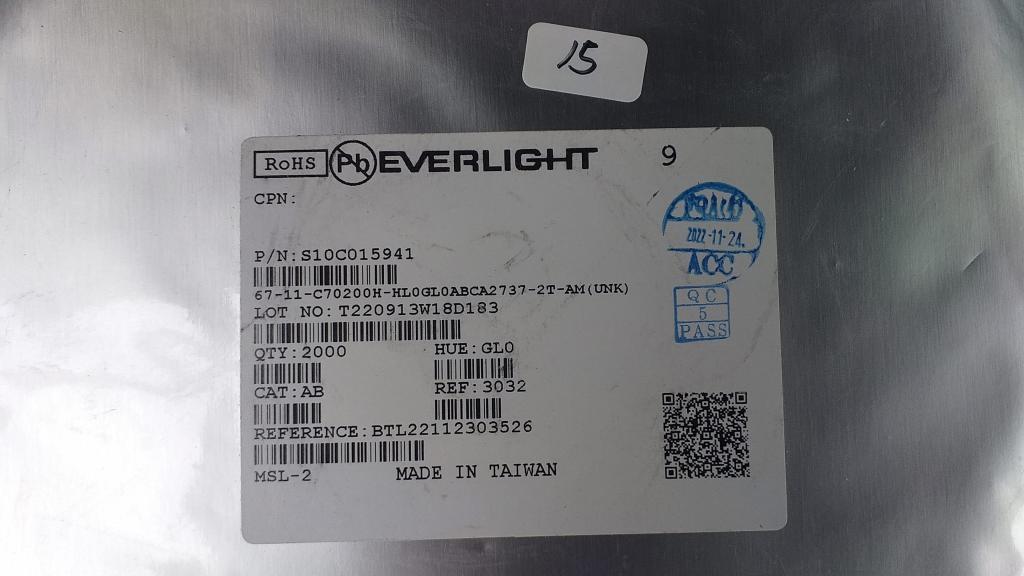 15
RoHS Pb EVERLIGHT 9
CPN:
2022-11-24.
ACC
P/N:S10C015941
67-11-C70200H-HL0GL0ABCA2737-2T-AM(UNK)
LOT NO:T220913W18D183
QC
5
PASS
QTY:2000 HUE:GL0
CAT:AB REF:3032
REFERENCE:BTL22112303526
MSL-2 MADE IN TAIWAN